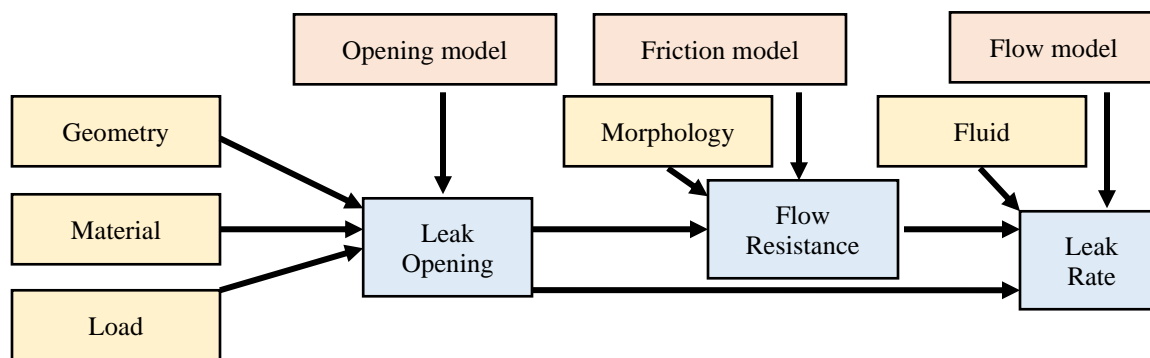 Opening model
Friction model
Flow model
Geometry
Morphology
Fluid
Material
Leak
Opening
Flow
Resistance
Leak
Rate
Load